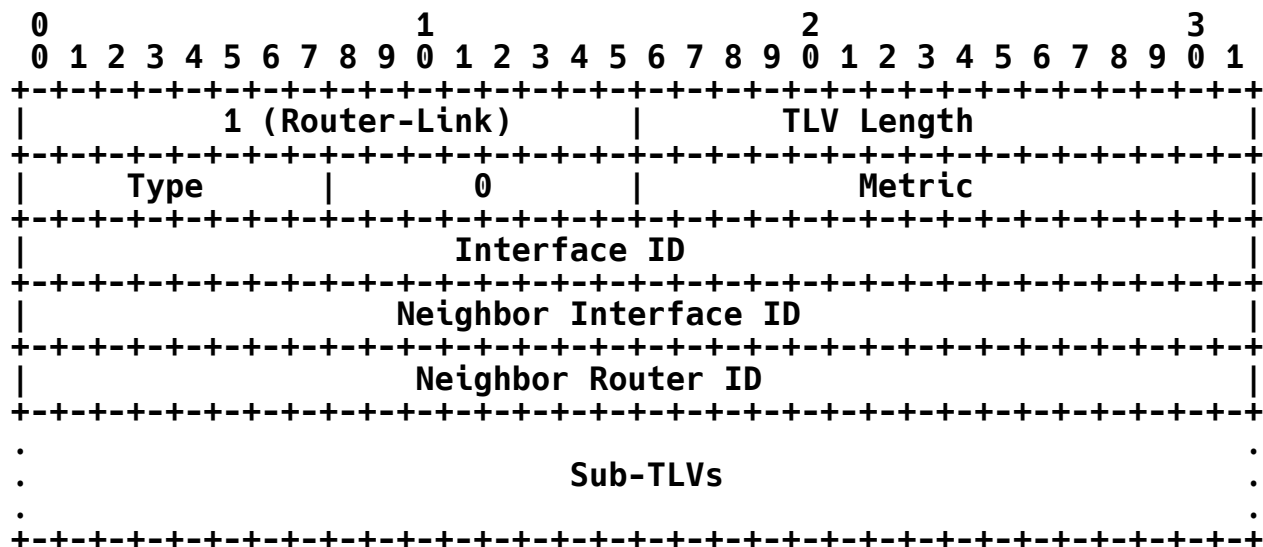 0                   1                   2                   3
 0 1 2 3 4 5 6 7 8 9 0 1 2 3 4 5 6 7 8 9 0 1 2 3 4 5 6 7 8 9 0 1
+-+-+-+-+-+-+-+-+-+-+-+-+-+-+-+-+-+-+-+-+-+-+-+-+-+-+-+-+-+-+-+-+
|          1 (Router-Link)      |       TLV Length              |
+-+-+-+-+-+-+-+-+-+-+-+-+-+-+-+-+-+-+-+-+-+-+-+-+-+-+-+-+-+-+-+-+
|     Type      |       0       |           Metric              |
+-+-+-+-+-+-+-+-+-+-+-+-+-+-+-+-+-+-+-+-+-+-+-+-+-+-+-+-+-+-+-+-+
|                      Interface ID                             |
+-+-+-+-+-+-+-+-+-+-+-+-+-+-+-+-+-+-+-+-+-+-+-+-+-+-+-+-+-+-+-+-+
|                   Neighbor Interface ID                       |
+-+-+-+-+-+-+-+-+-+-+-+-+-+-+-+-+-+-+-+-+-+-+-+-+-+-+-+-+-+-+-+-+
|                    Neighbor Router ID                         |
+-+-+-+-+-+-+-+-+-+-+-+-+-+-+-+-+-+-+-+-+-+-+-+-+-+-+-+-+-+-+-+-+
.                                                               .
.                            Sub-TLVs                           .
.                                                               .
+-+-+-+-+-+-+-+-+-+-+-+-+-+-+-+-+-+-+-+-+-+-+-+-+-+-+-+-+-+-+-+-+